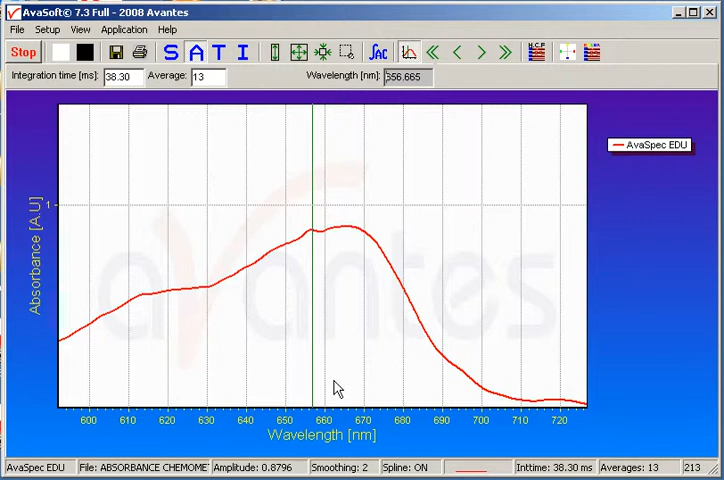 AvaSoft® 7.3 Full - 2008 Avantes
File Setup View Application Help
Stop S A T I SAC H.C.F
Integration time [ms]: 38.30 Average: 13 Wavelength [nm]: 656.665
AvaSpec EDU
avantes
1
Absorbance [A.U]
600 610 620 630 640 650 660 670 680 690 700 710 720
Wavelength [nm]
AvaSpec EDU File: ABSORBANCE CHEMOME Amplitude: 0.8796 Smoothing: 2 Spline: ON Inttime: 38.30 ms Averages: 13 213